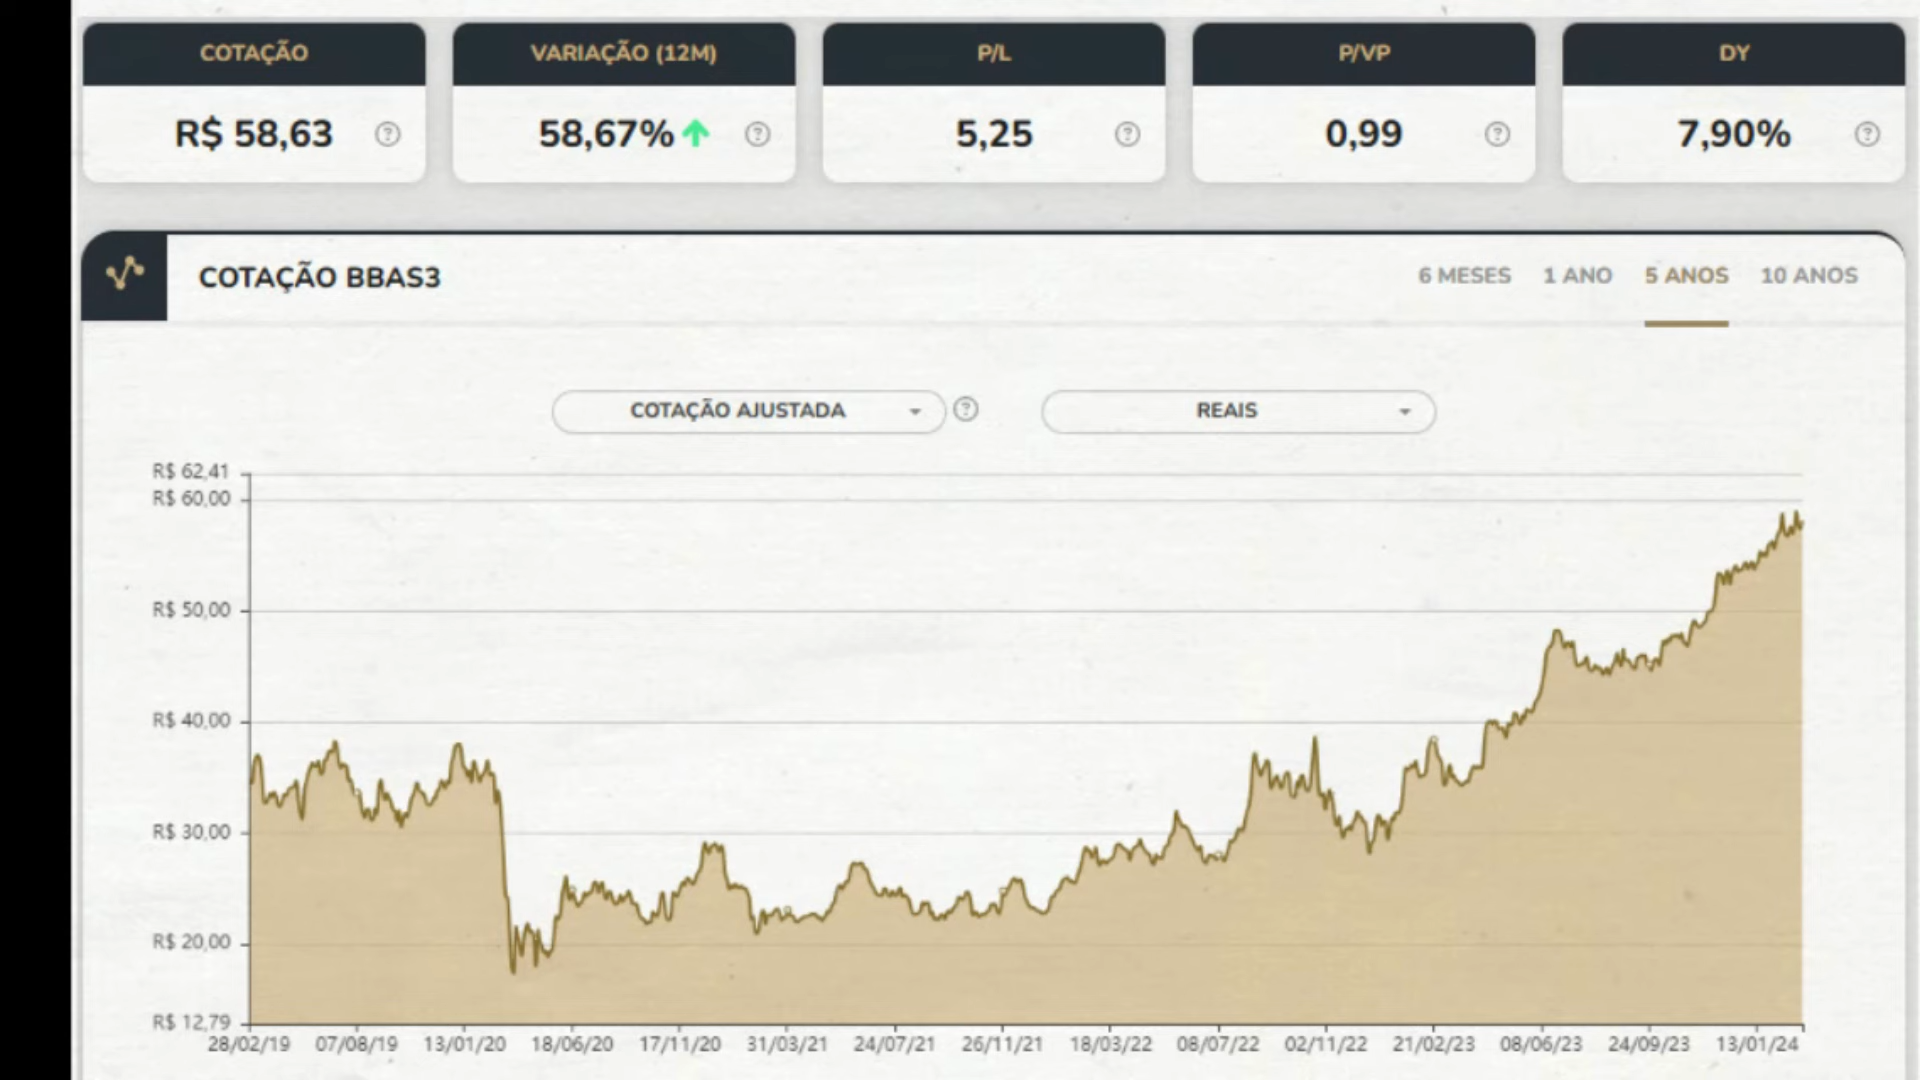 COTAÇÃO
VARIAÇÃO (12M)
P/L
P/VP
DY
R$ 58,63
58,67%
5,25
0,99
7,90%
COTAÇÃO BBAS3
6 MESES
1 ANO
5 ANOS
10 ANOS
COTAÇÃO AJUSTADA
REAIS
R$ 62,41
R$ 60,00
R$ 50,00
R$ 40,00
R$ 30,00
R$ 20,00
R$ 12,79
28/02/19 07/08/19 13/01/20 18/06/20 17/11/20 31/03/21 24/07/21 26/11/21 18/03/22 08/07/22 02/11/22 21/02/23 08/06/23 24/09/23 13/01/24